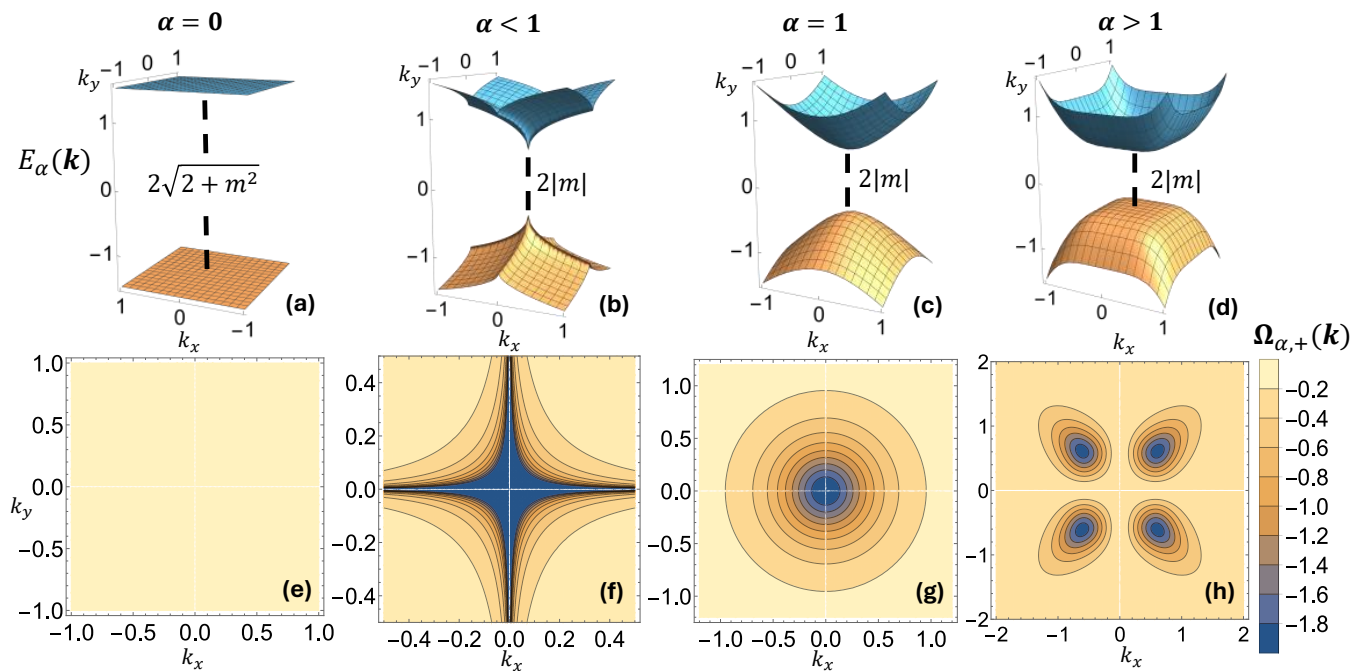 α = 0
α < 1
α = 1
α > 1
−1 0 1
−1 0 1
−1 0 1
−1 0 1
k_y
k_y
k_y
k_y
1
1
1
1
E_α(k)
2√2 + m²
2|m|
2|m|
2|m|
0
0
0
0
−1
−1
−1
−1
1 0 −1
−1 0 1
−1 0 1
−1 0 1
(a)
(b)
(c)
(d)
k_x
k_x
k_x
k_x
Ω_α,+(k)
1.0
0.5
0.0
−0.5
−1.0
k_y
(e)
−1.0 −0.5 0.0 0.5 1.0
k_x
0.4
0.2
0.0
−0.2
−0.4
(f)
−0.4 −0.2 0.0 0.2 0.4
k_x
1.0
0.5
0.0
−0.5
−1.0
(g)
−1.0 −0.5 0.0 0.5 1.0
k_x
2
1
0
−1
−2
(h)
−2 −1 0 1 2
k_x
−0.2
−0.4
−0.6
−0.8
−1.0
−1.2
−1.4
−1.6
−1.8